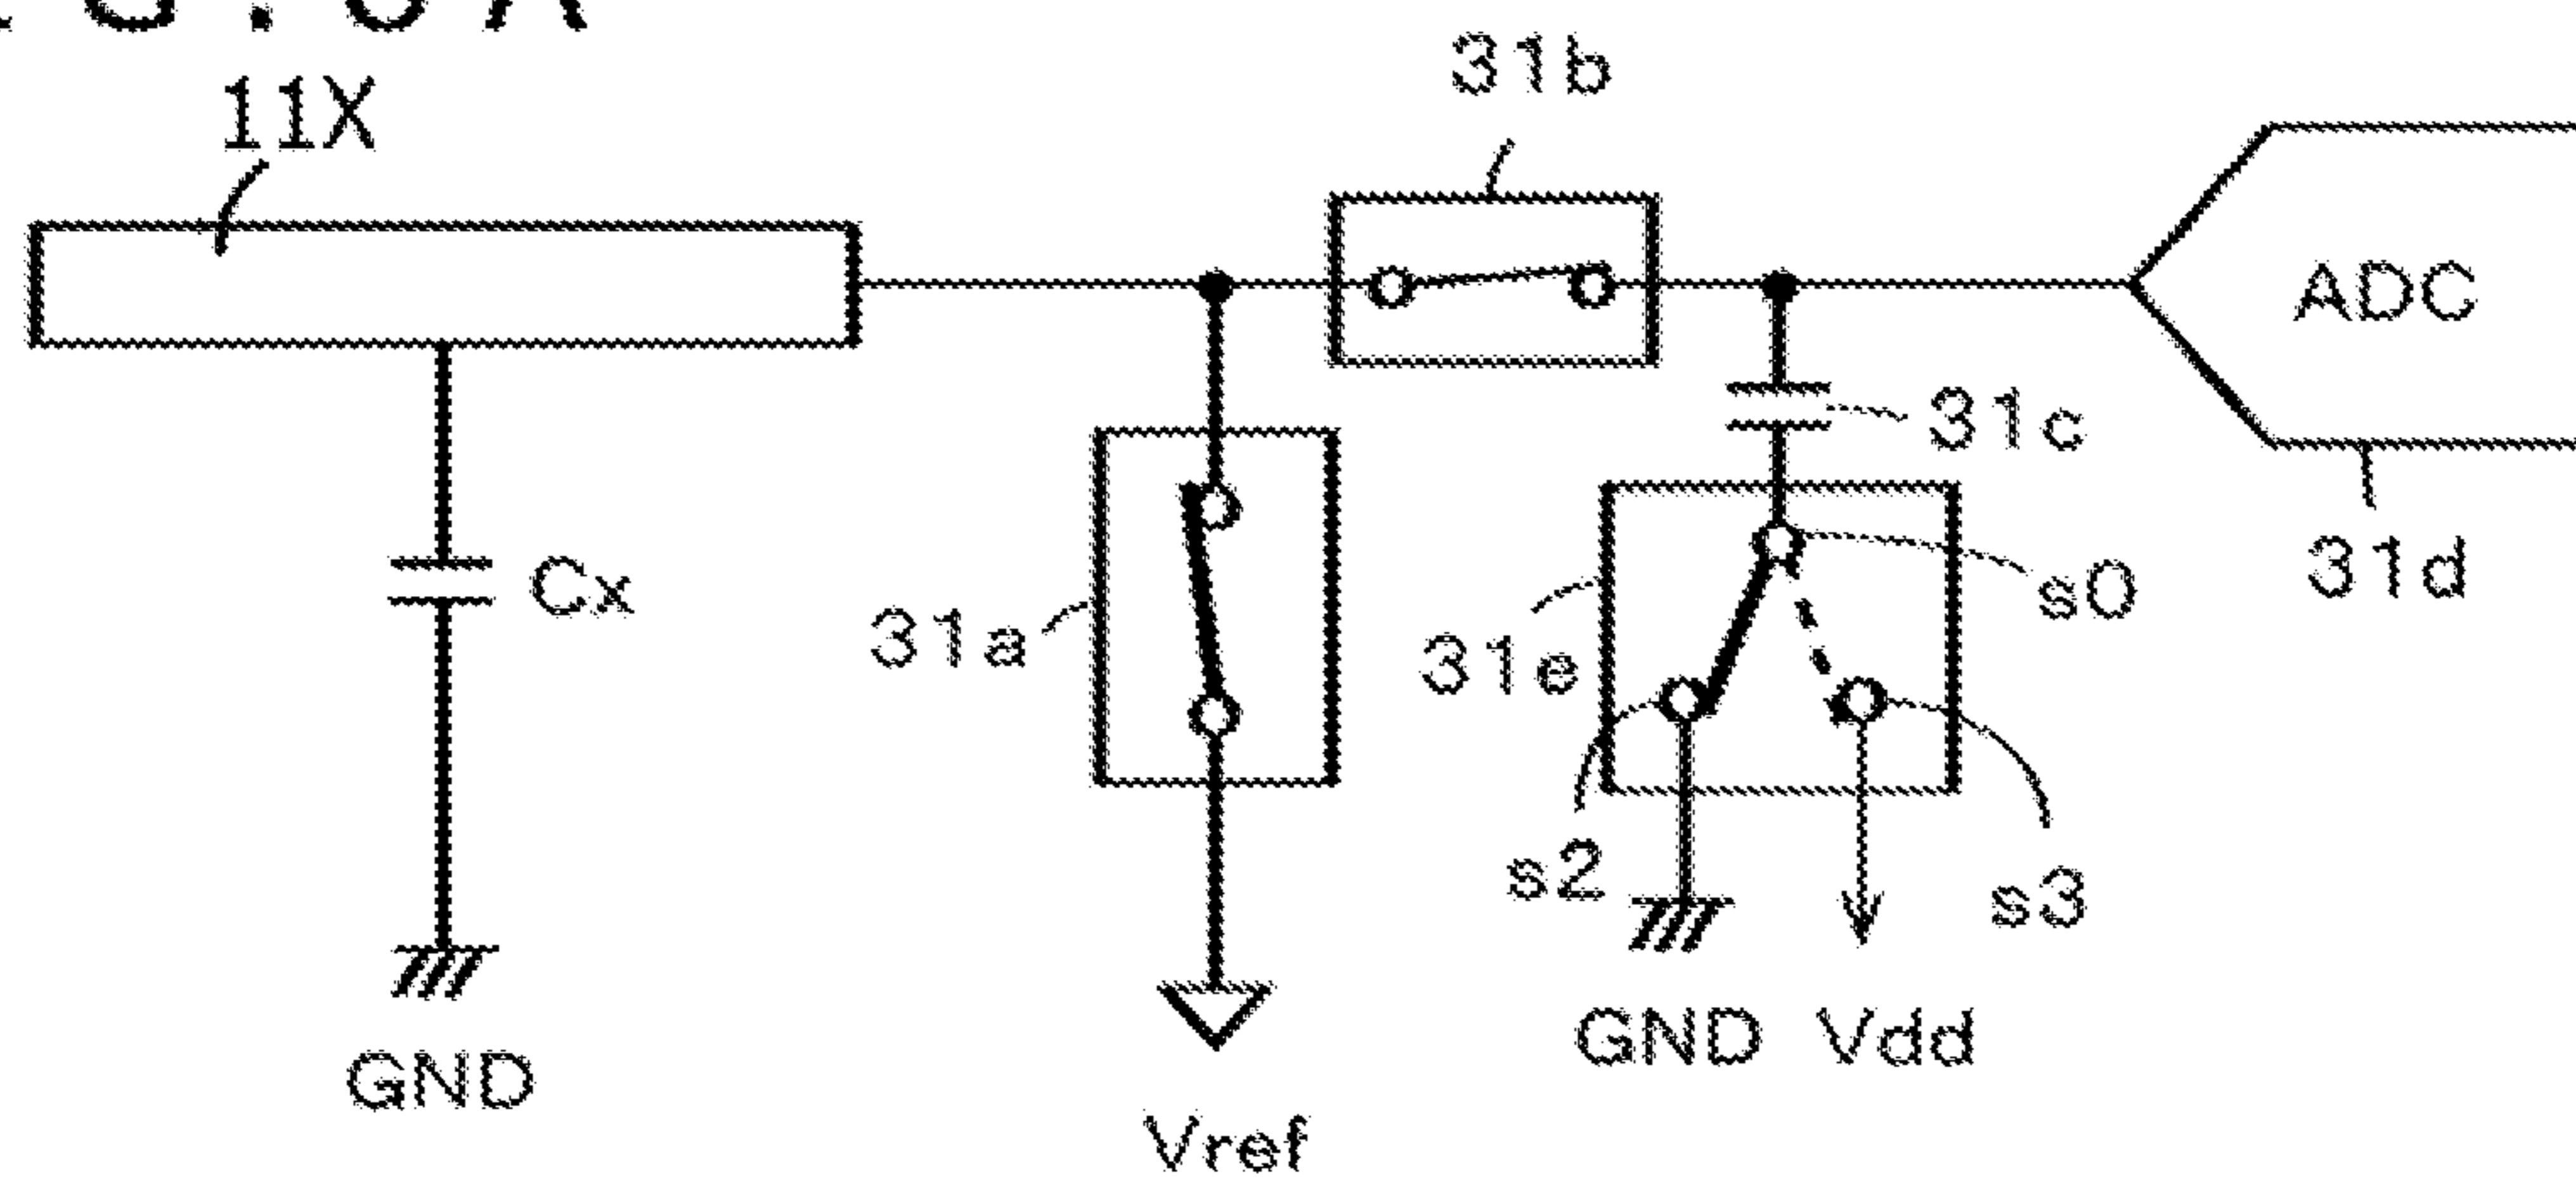 11X
31b
ADC
31c
Cx
31a
31e
s0
31d
s2
s3
GND
Vref
GND
Vdd